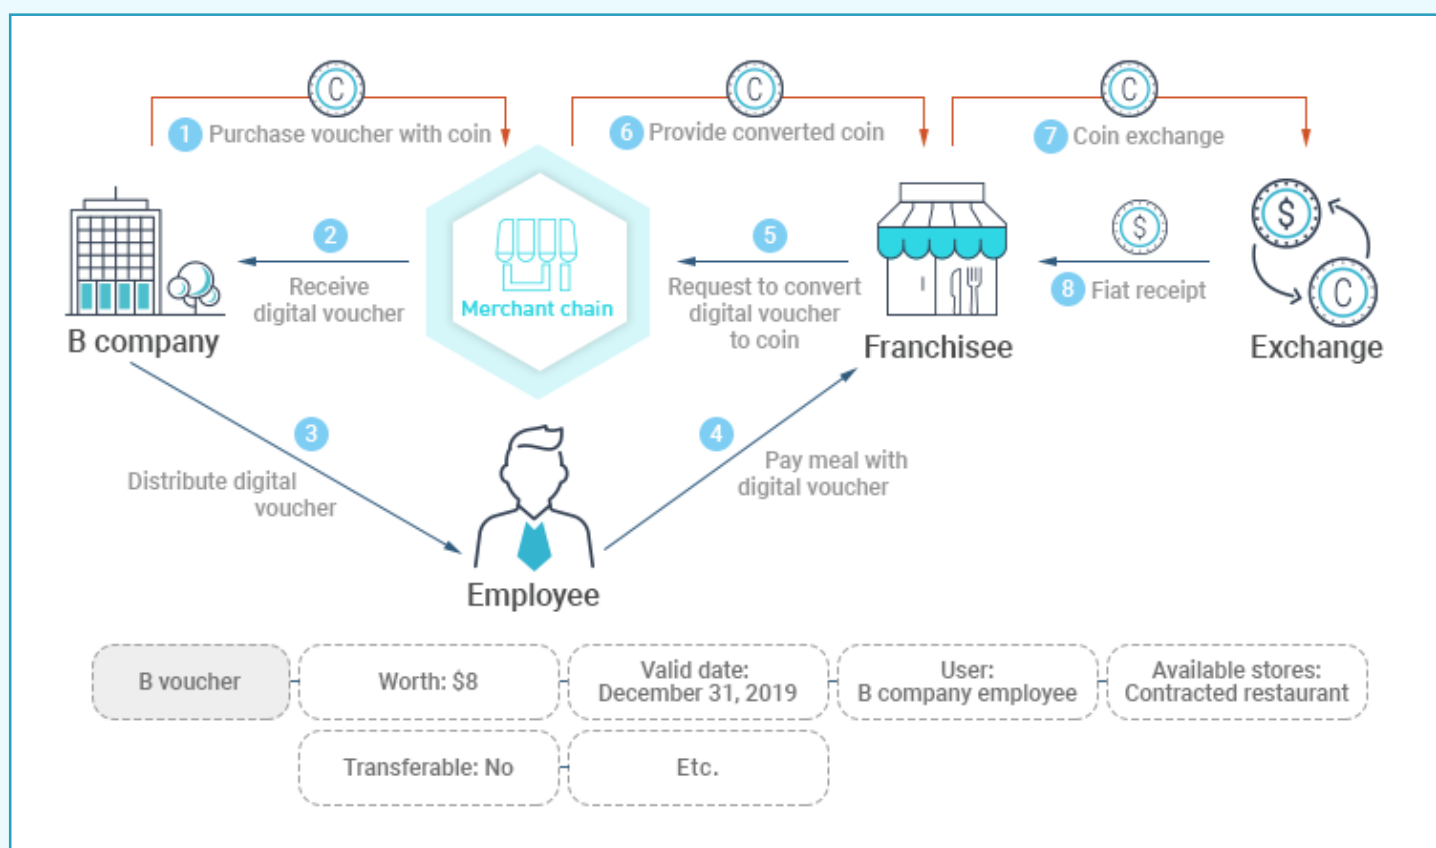 C
C
C
1 Purchase voucher with coin
6 Provide converted coin
7 Coin exchange
2
Receive
digital voucher
Merchant chain
5
Request to convert
digital voucher
to coin
$
8 Fiat receipt
$
C
B company
Franchisee
Exchange
3
Distribute digital
voucher
4
Pay meal with
digital voucher
Employee
B voucher
Worth: $8
Valid date:
December 31, 2019
User:
B company employee
Available stores:
Contracted restaurant
Transferable: No
Etc.